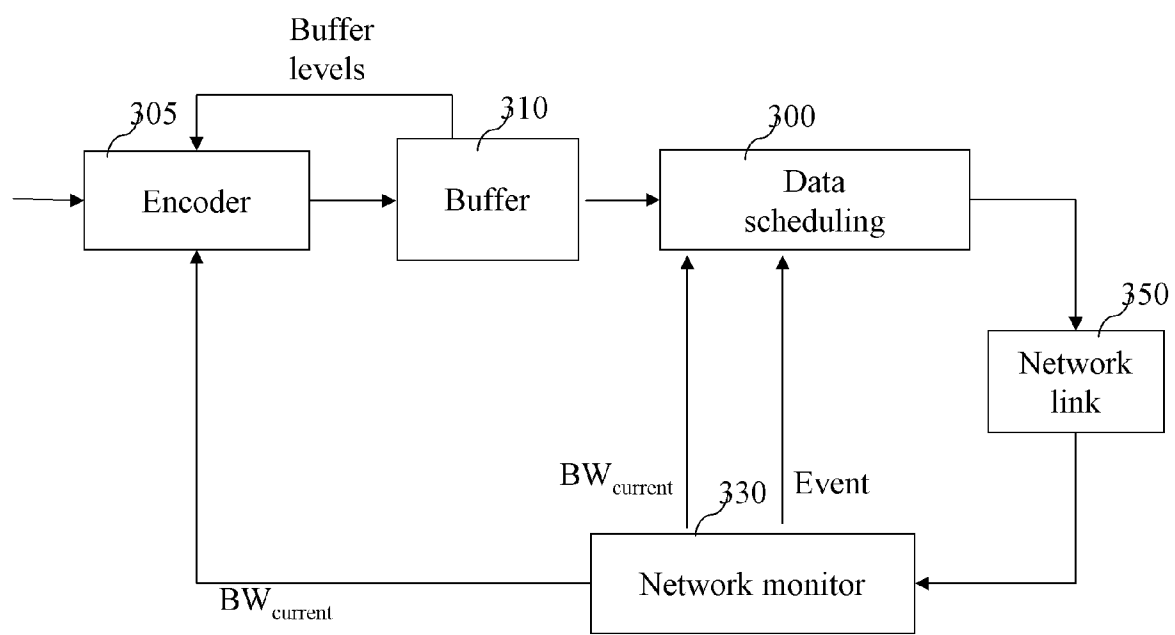 Buffer
levels
305
310
300
Encoder
Buffer
Data
scheduling
350
Network
link
BWcurrent
330
Event
Network monitor
BWcurrent